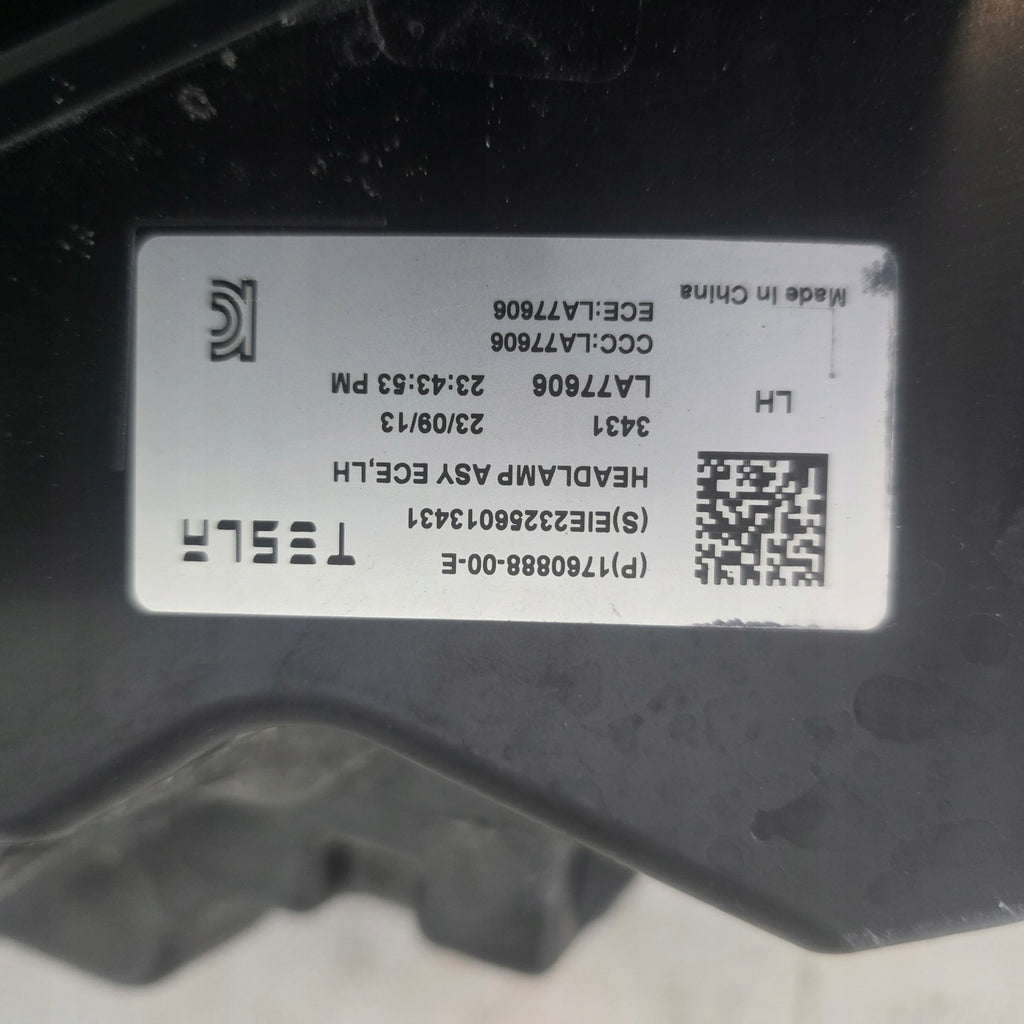 (P)1760888-00-E
TESLA
(S)EIE23256013431
HEADLAMP ASY ECE,LH
3431 23/09/13
LH
LA77606 23:43:53 PM
CCC:LA77606
ECE:LA77606
Made In China